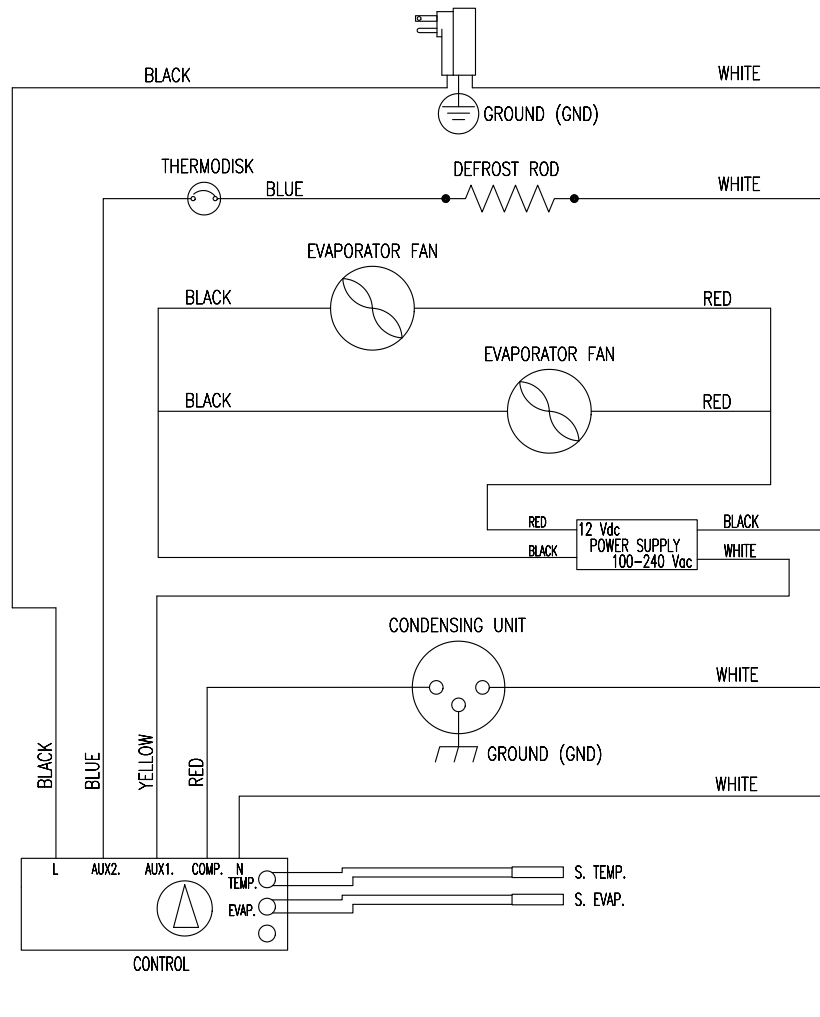 BLACK
WHITE
GROUND (GND)
THERMODISK
DEFROST ROD
BLUE
WHITE
EVAPORATOR FAN
BLACK
RED
EVAPORATOR FAN
BLACK
RED
RED
12 Vdc
BLACK
BLACK
POWER SUPPLY
WHITE
100-240 Vac
CONDENSING UNIT
WHITE
BLACK
BLUE
YELLOW
RED
GROUND (GND)
WHITE
L
AUX2.
AUX1.
COMP.
N
TEMP.
S. TEMP.
EVAP.
S. EVAP.
CONTROL